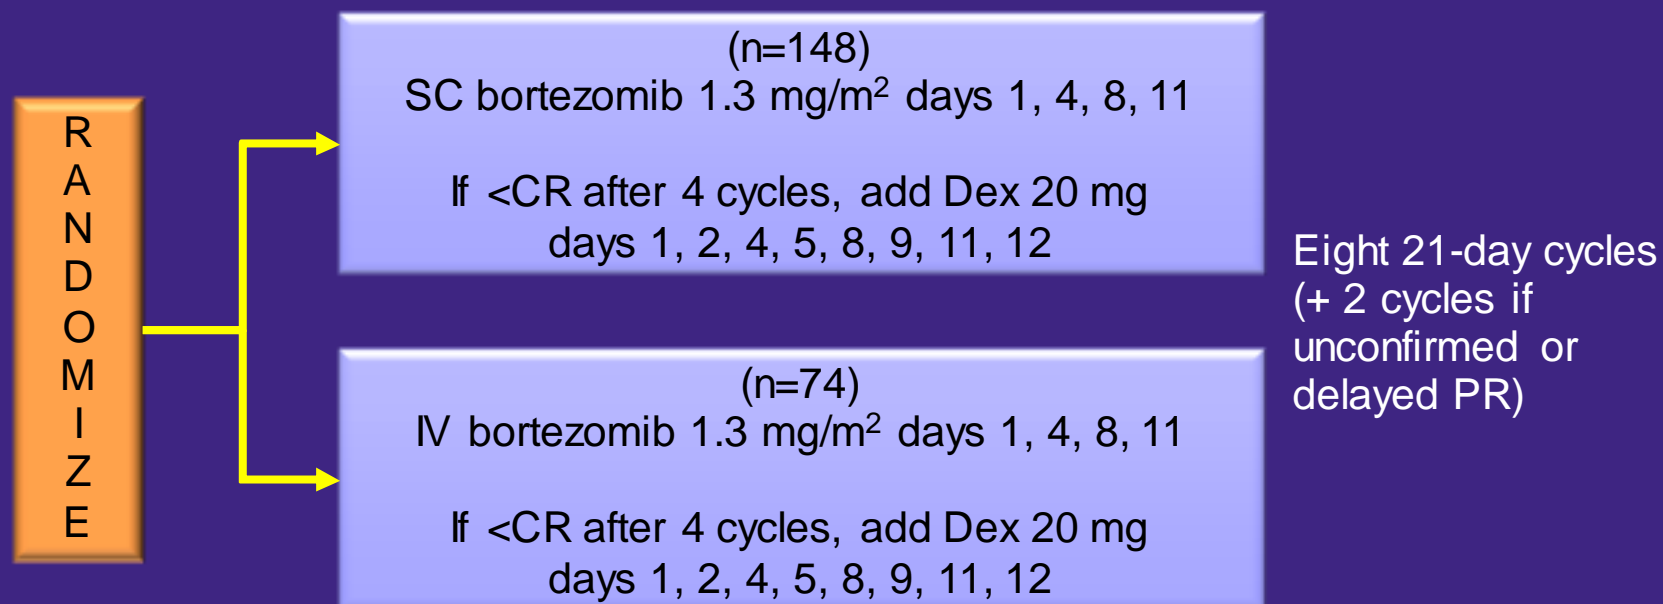 RANDOMIZE
(n=148)
SC bortezomib 1.3 mg/m² days 1, 4, 8, 11
If <CR after 4 cycles, add Dex 20 mg
days 1, 2, 4, 5, 8, 9, 11, 12
(n=74)
IV bortezomib 1.3 mg/m² days 1, 4, 8, 11
If <CR after 4 cycles, add Dex 20 mg
days 1, 2, 4, 5, 8, 9, 11, 12
Eight 21-day cycles
(+ 2 cycles if
unconfirmed or
delayed PR)